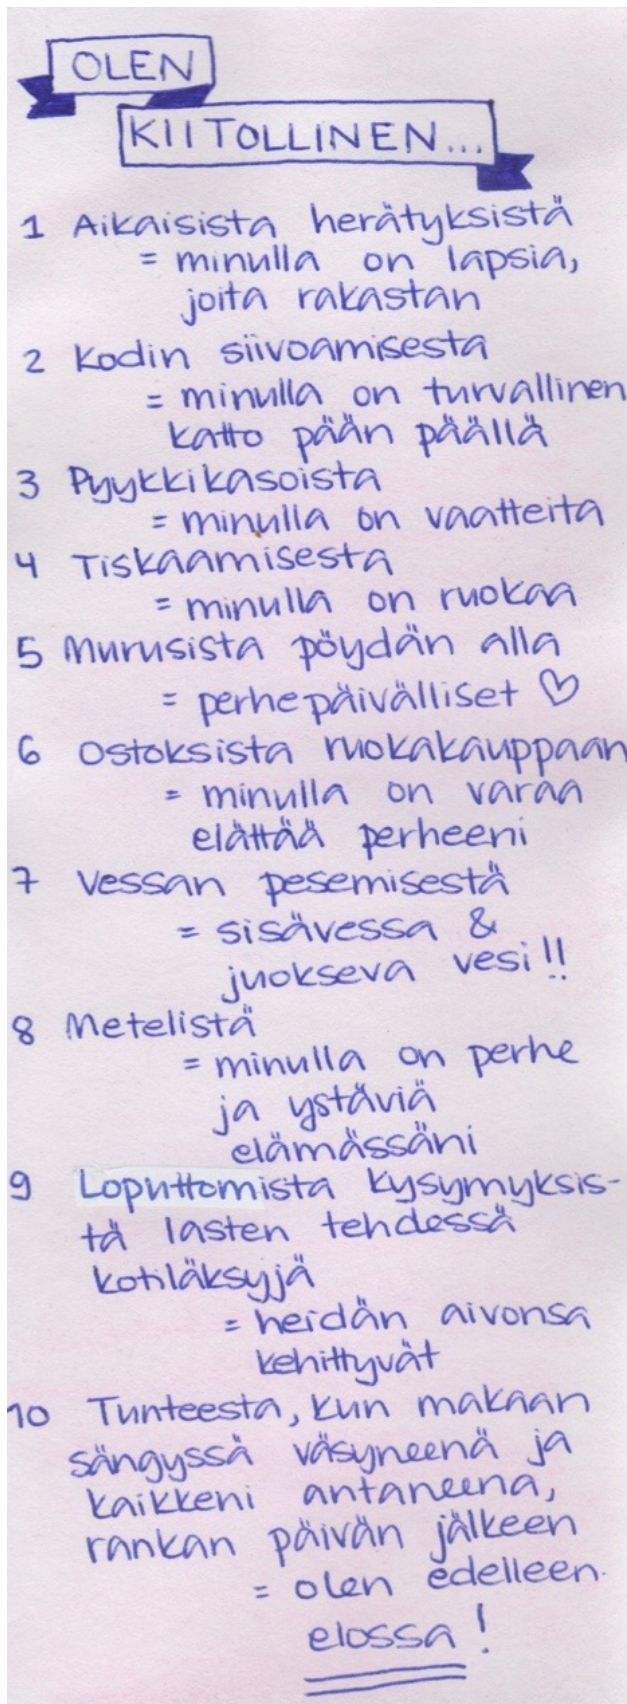 OLEN
KIITOLLINEN...
1 Aikaisista herätyksistä
= minulla on lapsia,
joita rakastan
2 Kodin siivoamisesta
= minulla on turvallinen
katto pään päällä
3 Pyykkikasoista
= minulla on vaatteita
4 Tiskaamisesta
= minulla on ruokaa
5 Murusista pöydän alla
= perhepäivälliset ♡
6 Ostoksista ruokakauppaan
= minulla on varaa
elättää perheeni
7 Vessan pesemisestä
= sisävessa &
juokseva vesi!!
8 Metelistä
= minulla on perhe
ja ystäviä
elämässäni
9 Loputtomista kysymyksis-
tä lasten tehdessä
kotiläksyjä
= heidän aivonsa
kehittyvät
10 Tunteesta, kun makaan
sängyssä väsyneenä ja
kaikkeni antaneena,
rankan päivän jälkeen
= olen edelleen
elossa!